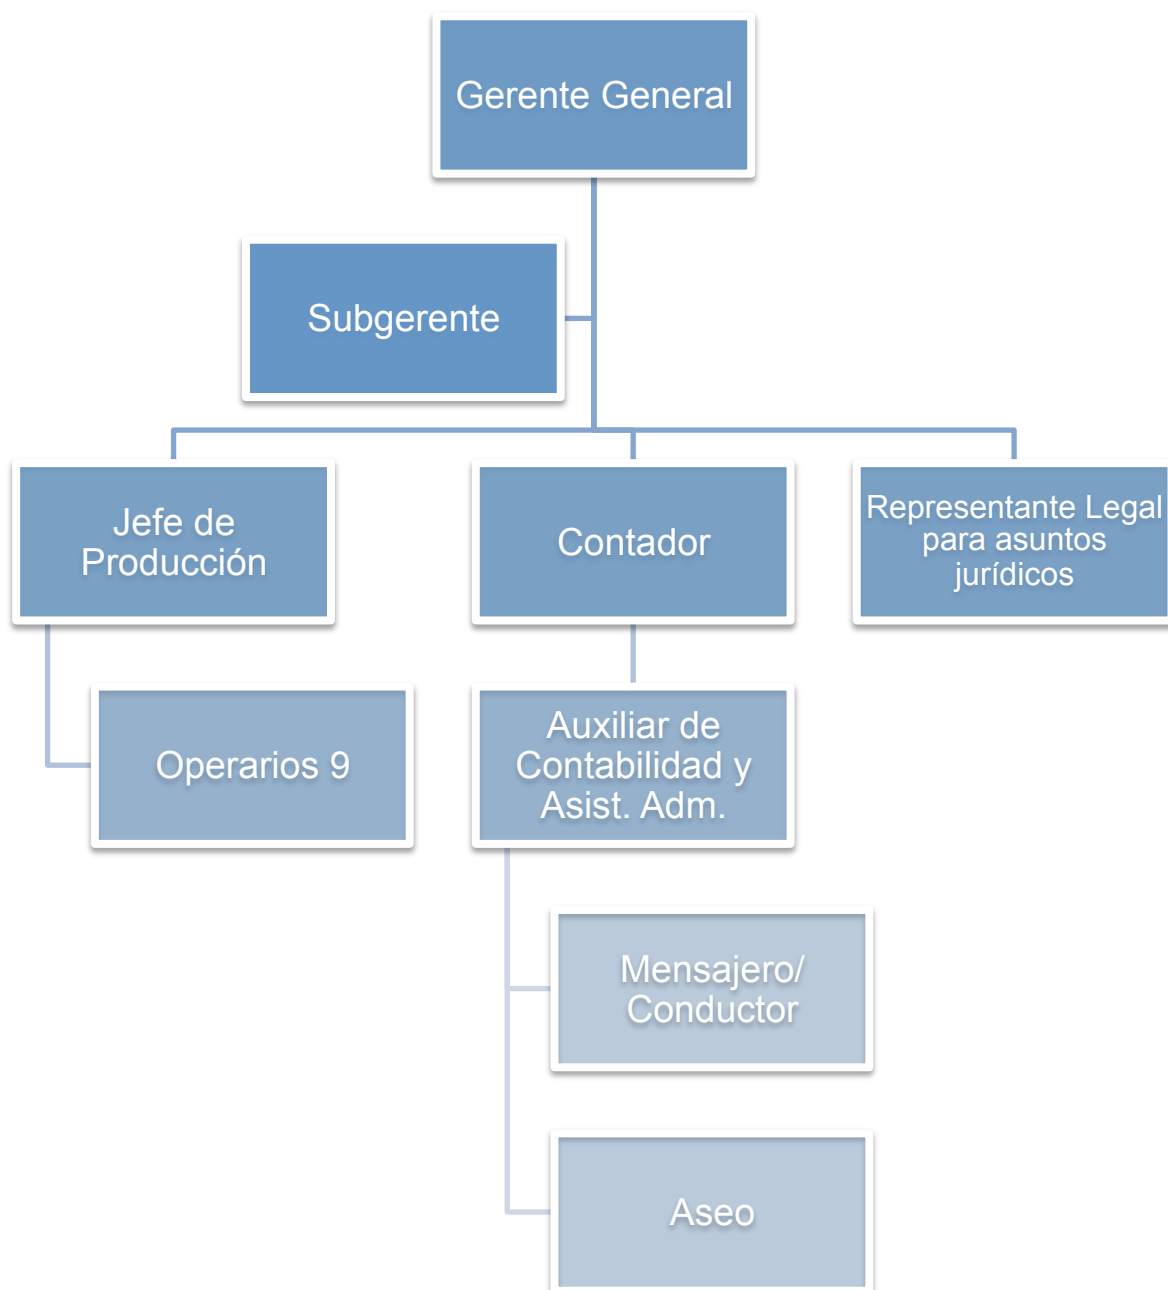 Gerente General
Subgerente
Jefe de
Producción
Contador
Representante Legal
para asuntos
jurídicos
Operarios 9
Auxiliar de
Contabilidad y
Asist. Adm.
Mensajero/
Conductor
Aseo